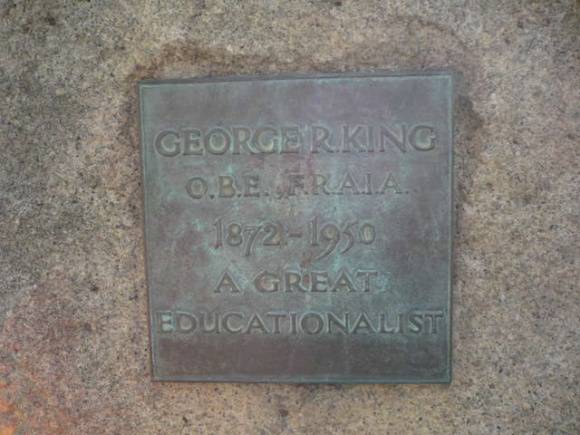 GEORGE R. KING
O.B.E., F.R.A.I.A.
1872-1950
A GREAT
EDUCATIONALIST